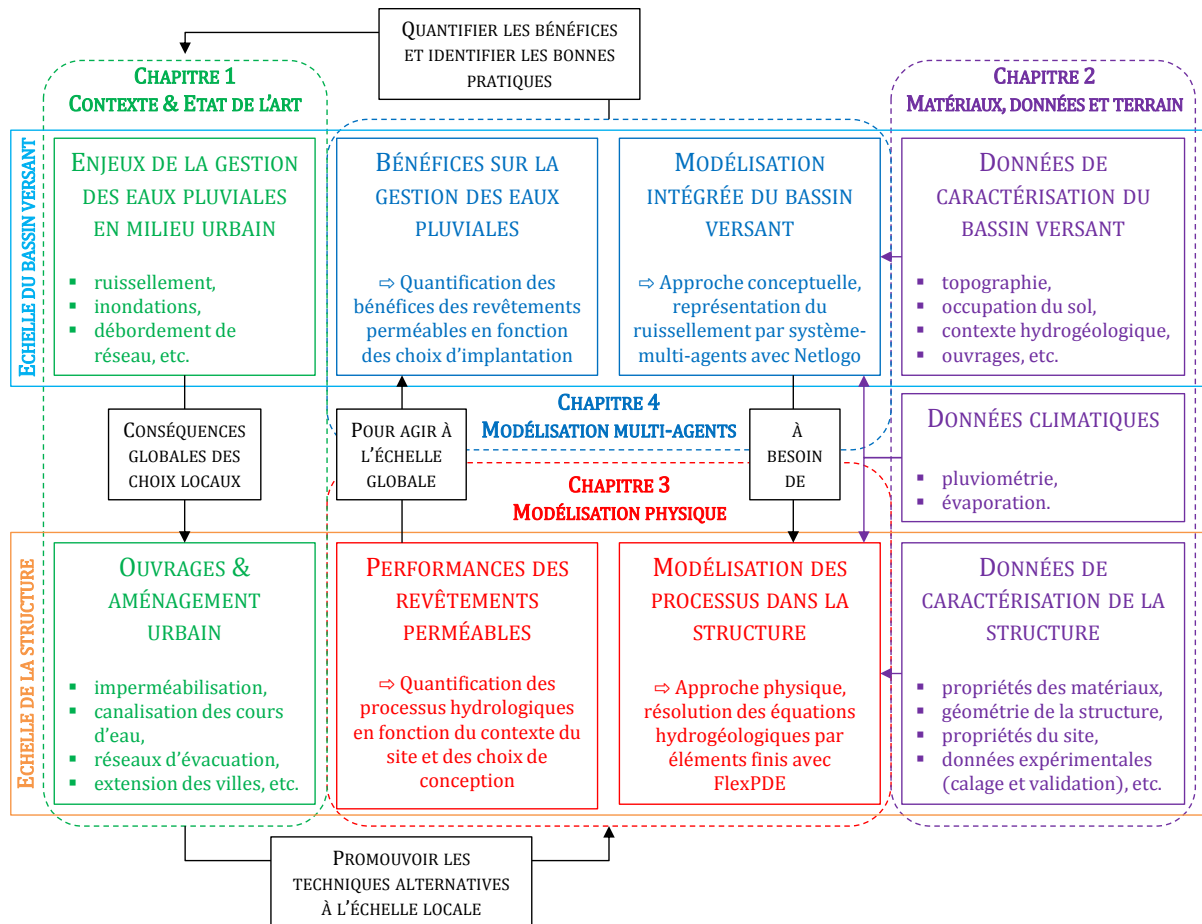 QUANTIFIER LES BÉNÉFICES
ET IDENTIFIER LES BONNES
PRATIQUES
CHAPITRE 1
CONTEXTE & ETAT DE L'ART
CHAPITRE 2
MATÉRIAUX, DONNÉES ET TERRAIN
ECHELLE DU BASSIN VERSANT
ENJEUX DE LA GESTION
DES EAUX PLUVIALES
EN MILIEU URBAIN
▪ ruissellement,
▪ inondations,
▪ débordement de
réseau, etc.
BÉNÉFICES SUR LA
GESTION DES EAUX
PLUVIALES
⇨ Quantification des
bénéfices des revêtements
perméables en fonction
des choix d'implantation
MODÉLISATION
INTÉGRÉE DU BASSIN
VERSANT
⇨ Approche conceptuelle,
représentation du
ruissellement par système-
multi-agents avec Netlogo
DONNÉES DE
CARACTÉRISATION DU
BASSIN VERSANT
▪ topographie,
▪ occupation du sol,
▪ contexte hydrogéologique,
▪ ouvrages, etc.
CONSÉQUENCES
GLOBALES DES
CHOIX LOCAUX
POUR AGIR À
L'ÉCHELLE
GLOBALE
CHAPITRE 4
MODÉLISATION MULTI-AGENTS
À
BESOIN
DE
DONNÉES CLIMATIQUES
▪ pluviométrie,
▪ évaporation.
CHAPITRE 3
MODÉLISATION PHYSIQUE
ECHELLE DE LA STRUCTURE
OUVRAGES &
AMÉNAGEMENT
URBAIN
▪ imperméabilisation,
▪ canalisation des cours
d'eau,
▪ réseaux d'évacuation,
▪ extension des villes, etc.
PERFORMANCES DES
REVÊTEMENTS
PERMÉABLES
⇨ Quantification des
processus hydrologiques
en fonction du contexte du
site et des choix de
conception
MODÉLISATION DES
PROCESSUS DANS LA
STRUCTURE
⇨ Approche physique,
résolution des équations
hydrogéologiques par
éléments finis avec
FlexPDE
DONNÉES DE
CARACTÉRISATION DE LA
STRUCTURE
▪ propriétés des matériaux,
▪ géométrie de la structure,
▪ propriétés du site,
▪ données expérimentales
(calage et validation), etc.
PROMOUVOIR LES
TECHNIQUES ALTERNATIVES
À L'ÉCHELLE LOCALE